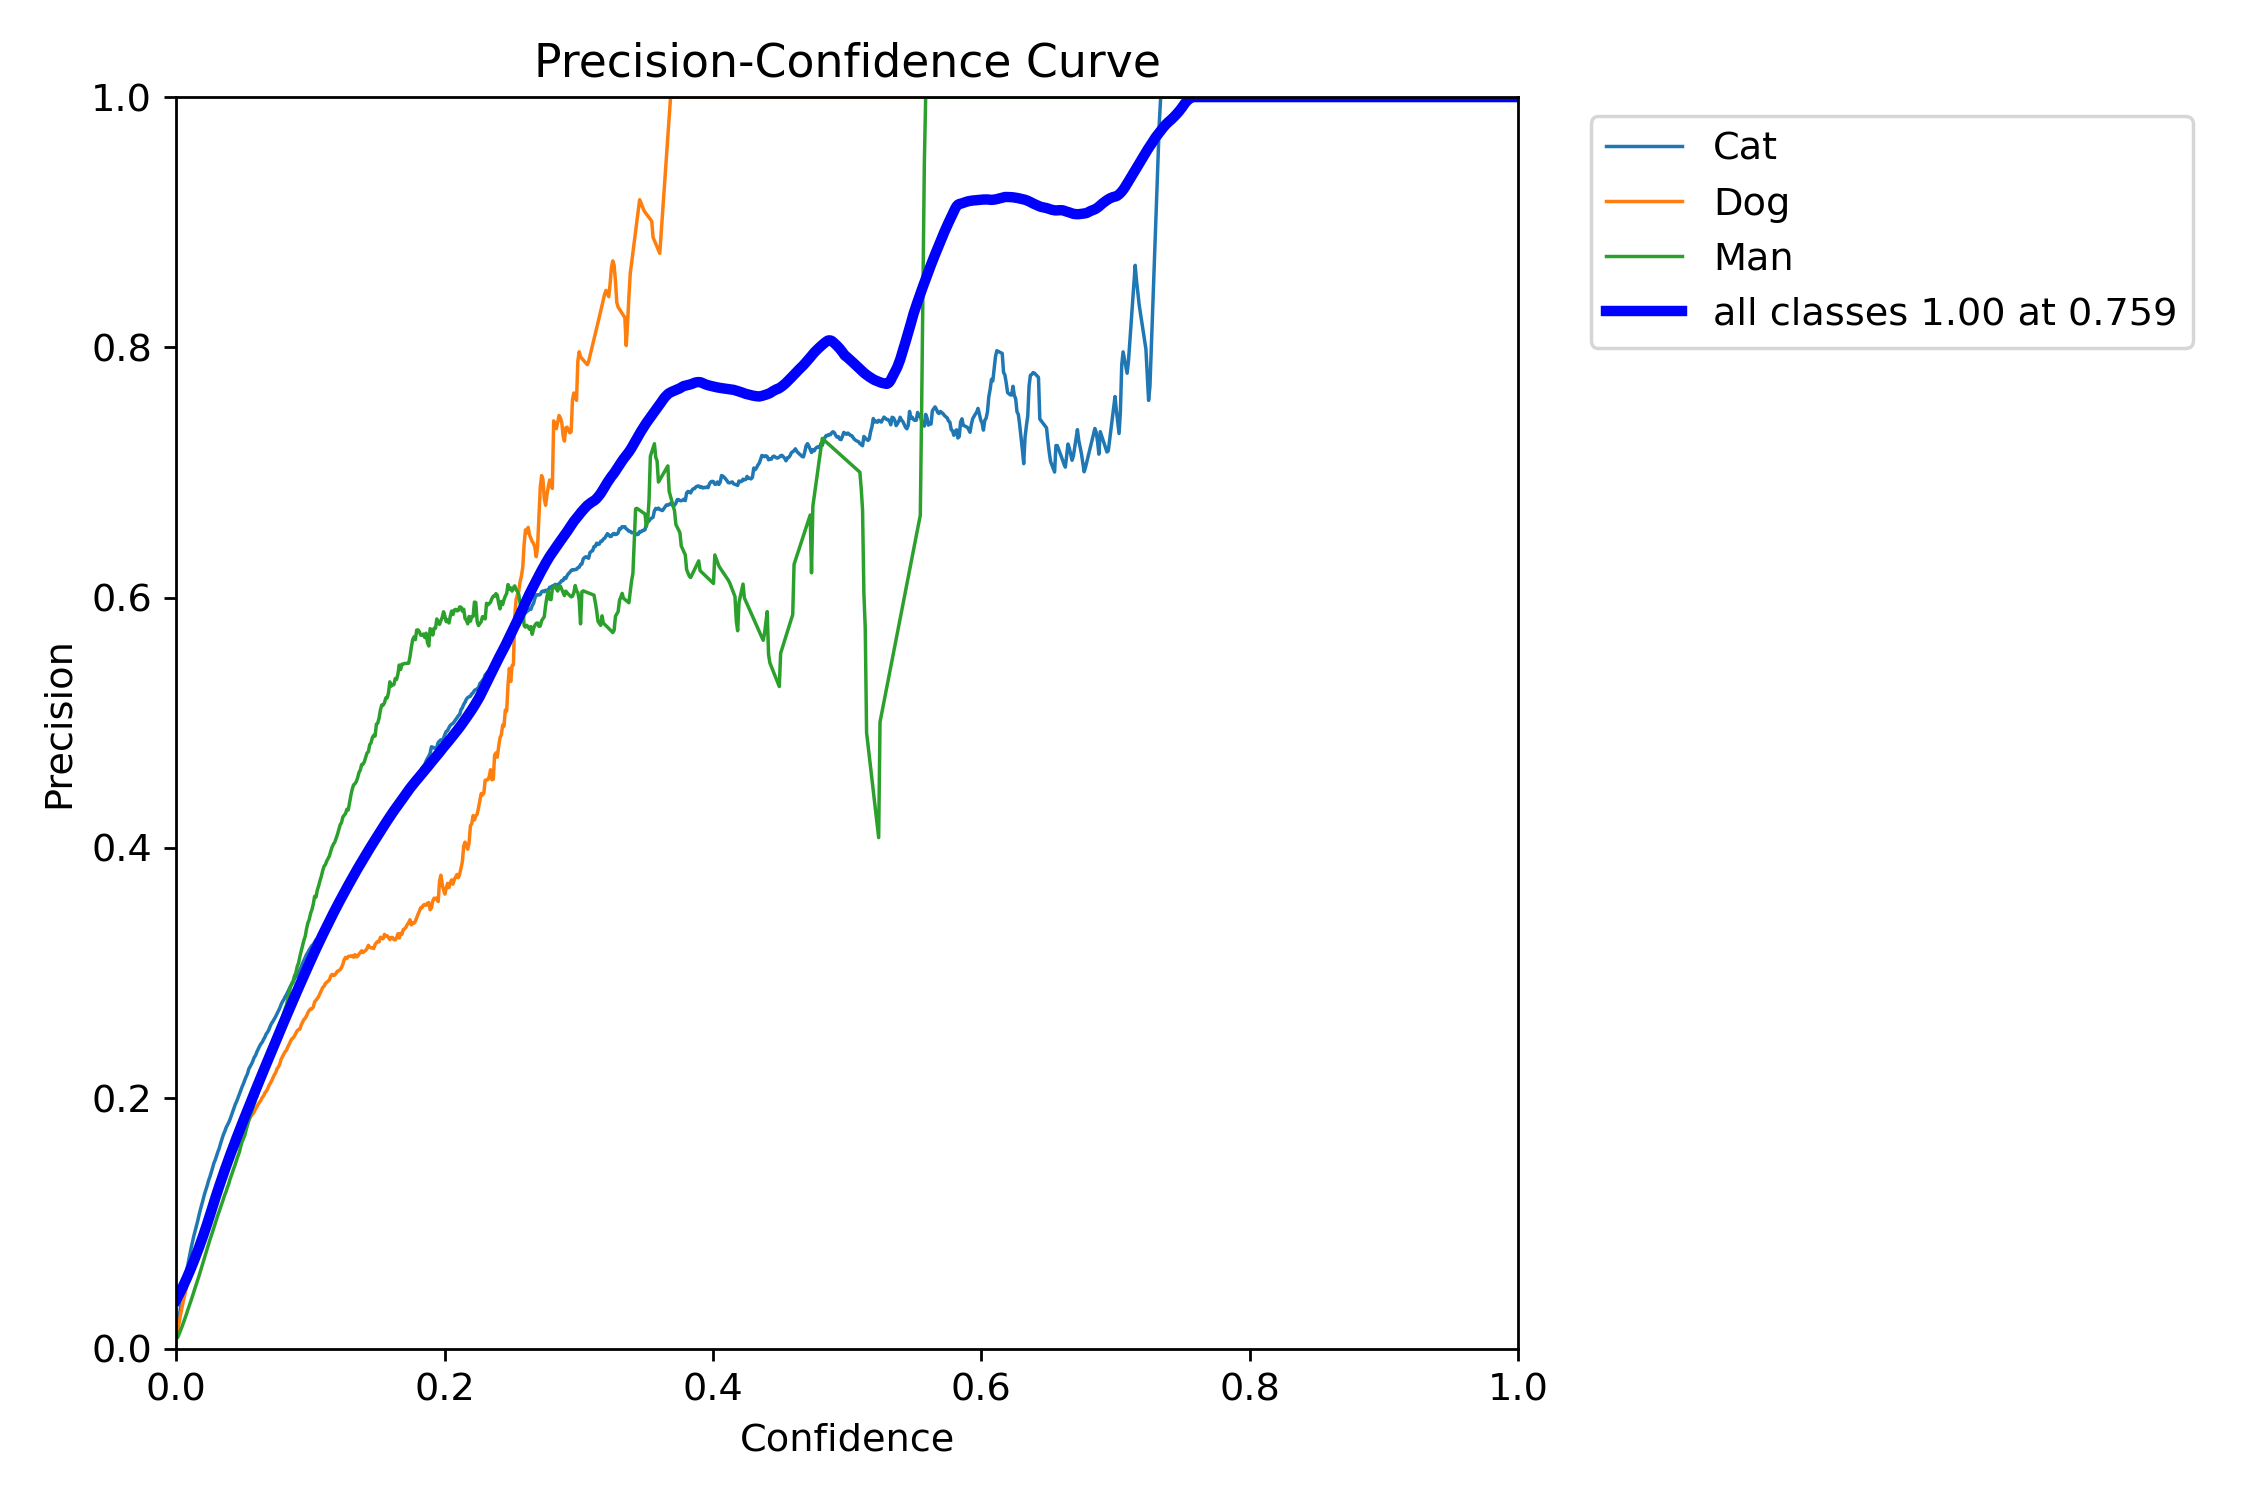 Precision-Confidence Curve
1.0
0.8
0.6
0.4
0.2
0.0
Precision
0.0 0.2 0.4 0.6 0.8 1.0
Confidence
Cat
Dog
Man
all classes 1.00 at 0.759